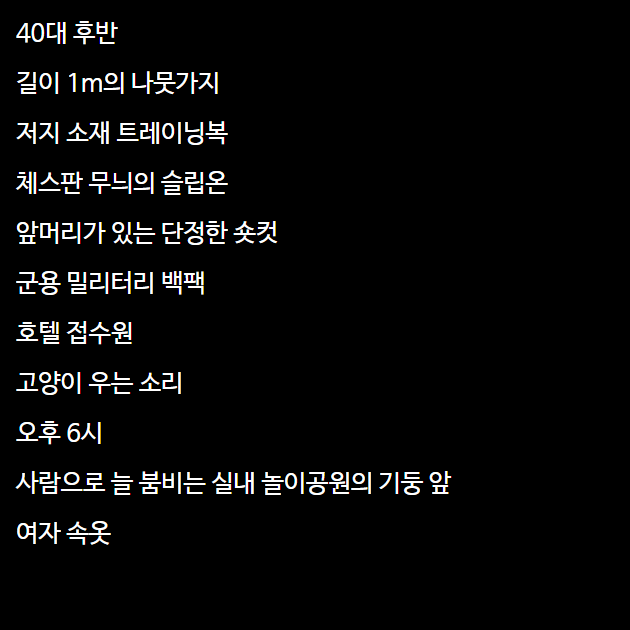 40대 후반
길이 1m의 나뭇가지
저지 소재 트레이닝복
체스판 무늬의 슬립온
앞머리가 있는 단정한 숏컷
군용 밀리터리 백팩
호텔 접수원
고양이 우는 소리
오후 6시
사람으로 늘 붐비는 실내 놀이공원의 기둥 앞
여자 속옷